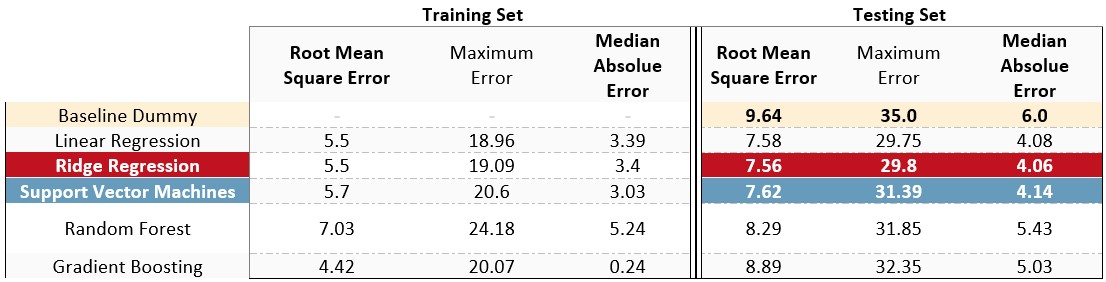 Training Set Testing Set
Root Mean Square Error Maximum Error Median Absolue Error Root Mean Square Error Maximum Error Median Absolue Error
Baseline Dummy - - - 9.64 35.0 6.0
Linear Regression 5.5 18.96 3.39 7.58 29.75 4.08
Ridge Regression 5.5 19.09 3.4 7.56 29.8 4.06
Support Vector Machines 5.7 20.6 3.03 7.62 31.39 4.14
Random Forest 7.03 24.18 5.24 8.29 31.85 5.43
Gradient Boosting 4.42 20.07 0.24 8.89 32.35 5.03